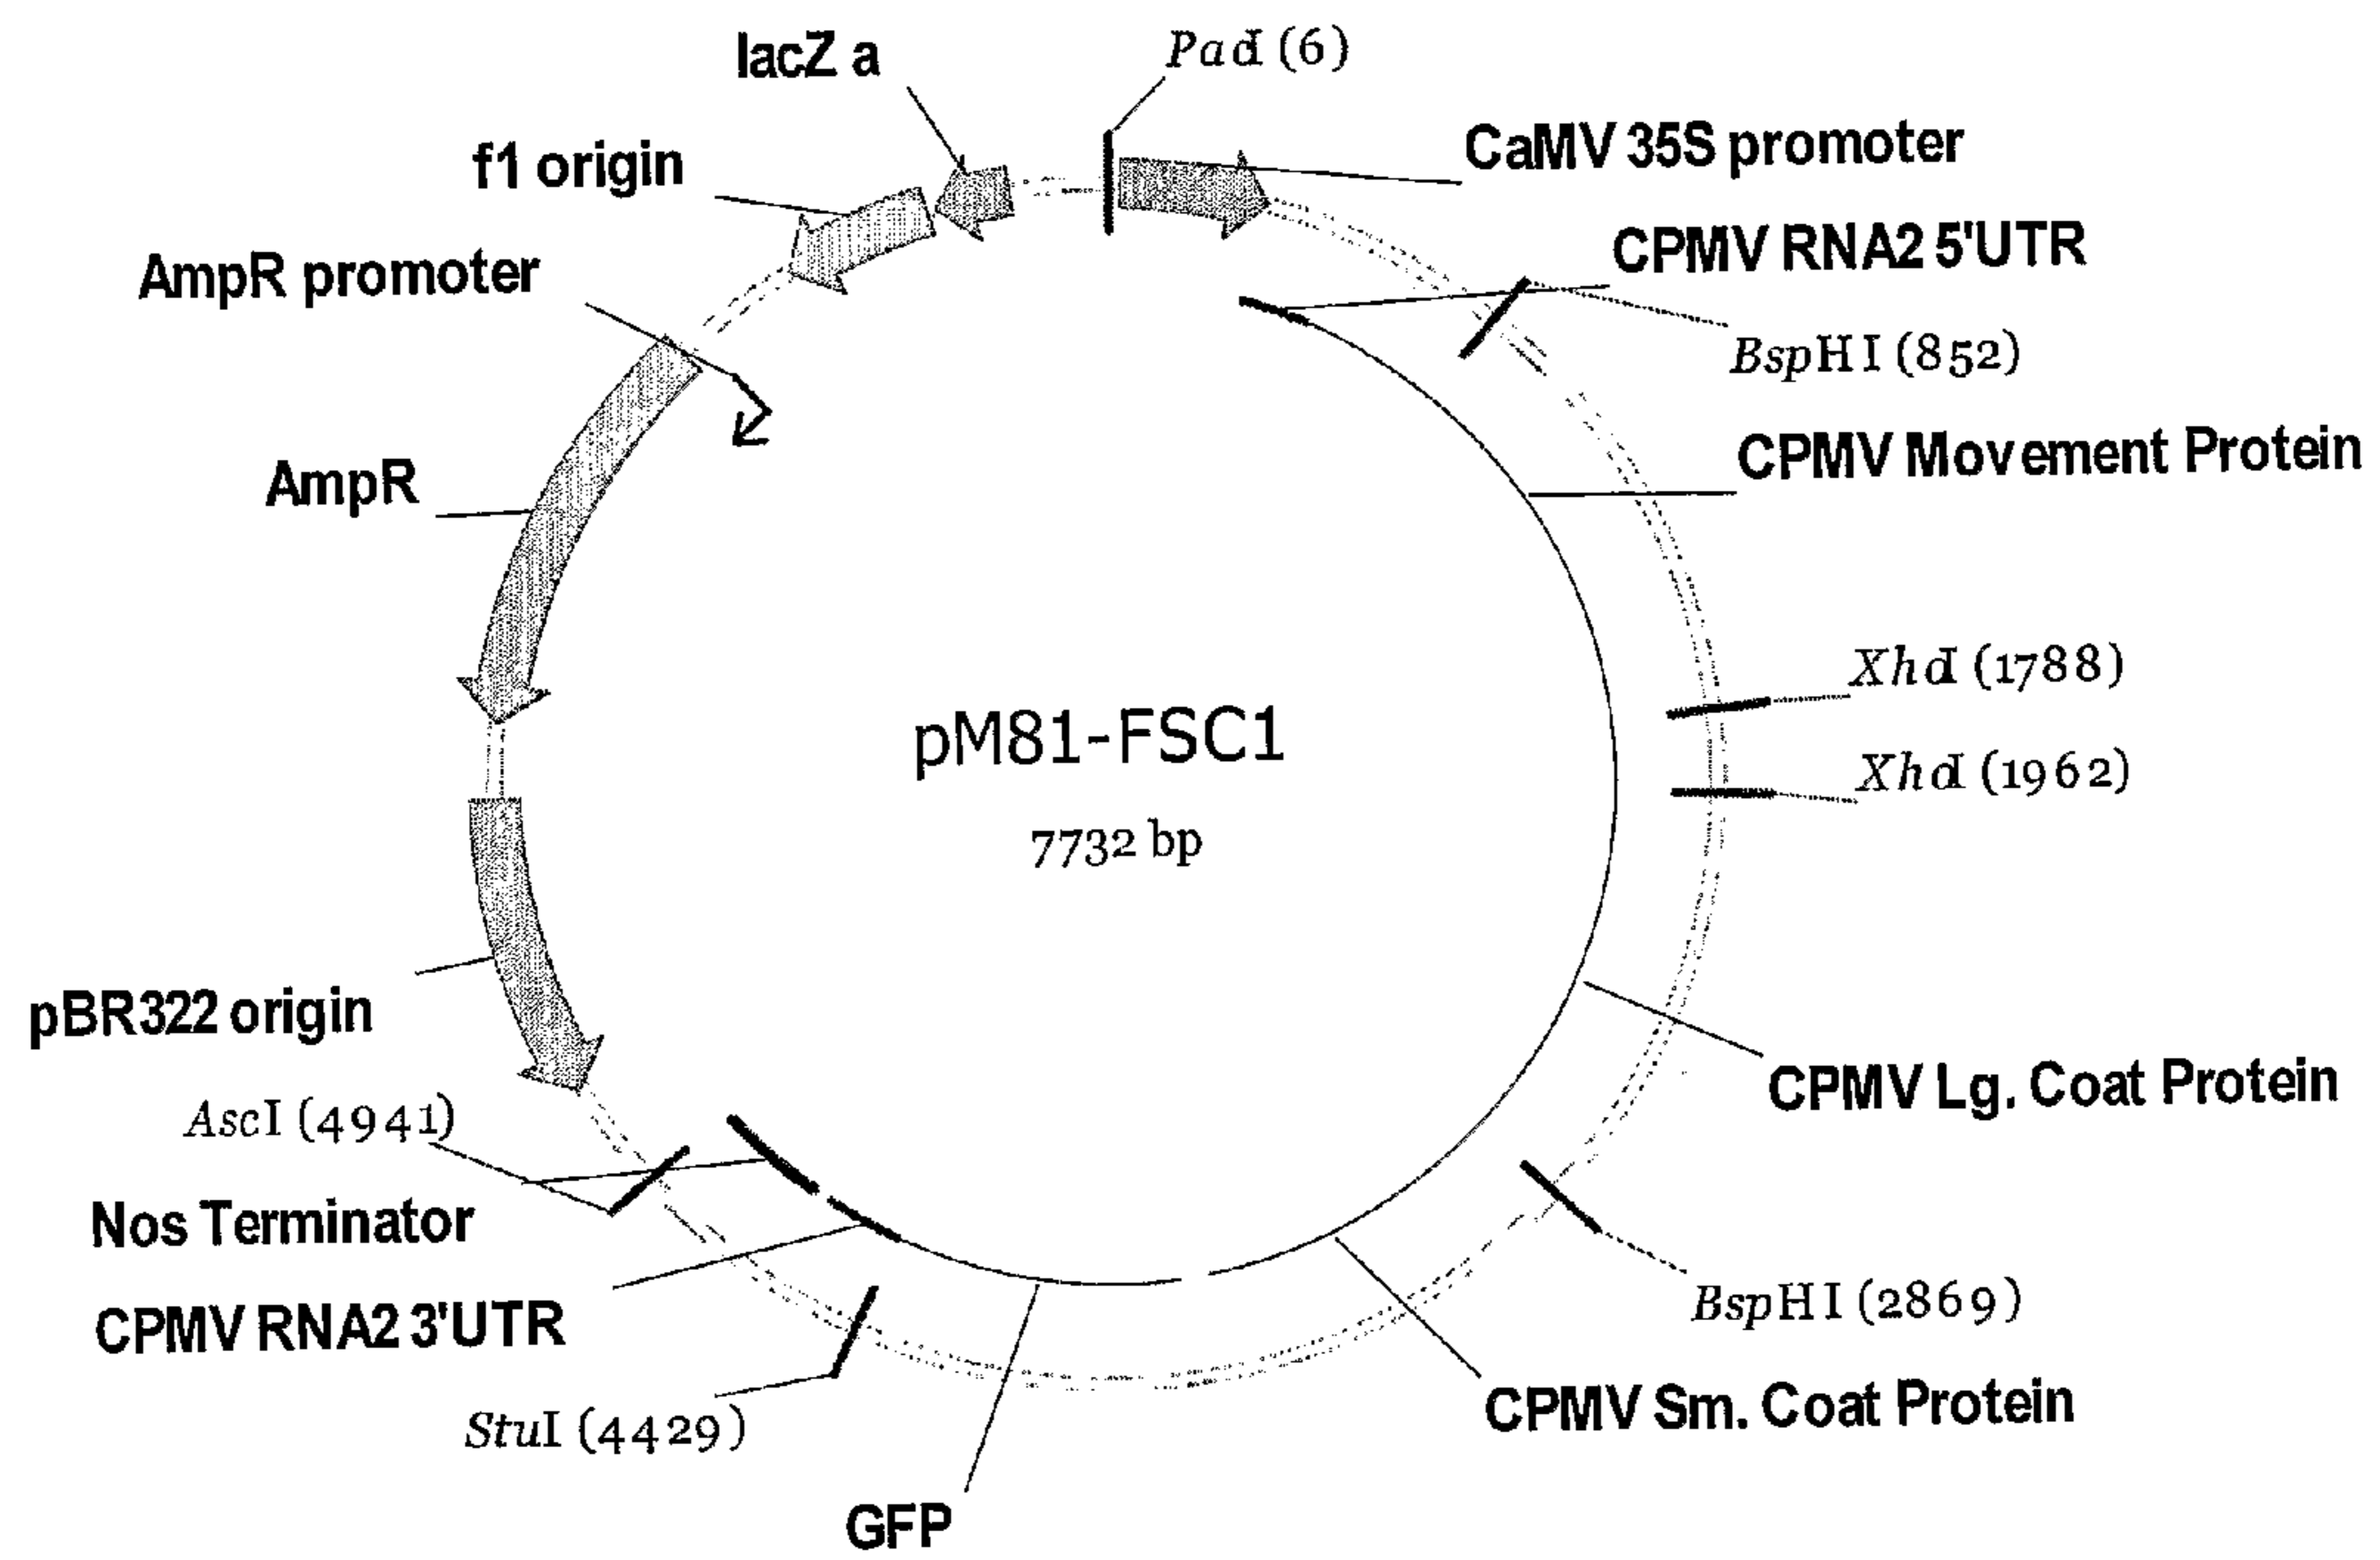 lacZ a
PacI (6)
f1 origin
CaMV 35S promoter
AmpR promoter
CPMV RNA2 5'UTR
BspHI (852)
AmpR
CPMV Movement Protein
XhoI (1788)
pM81-FSC1
XhoI (1962)
7732 bp
pBR322 origin
CPMV Lg. Coat Protein
AscI (4941)
Nos Terminator
BspHI (2869)
CPMV RNA2 3'UTR
CPMV Sm. Coat Protein
StuI (4429)
GFP